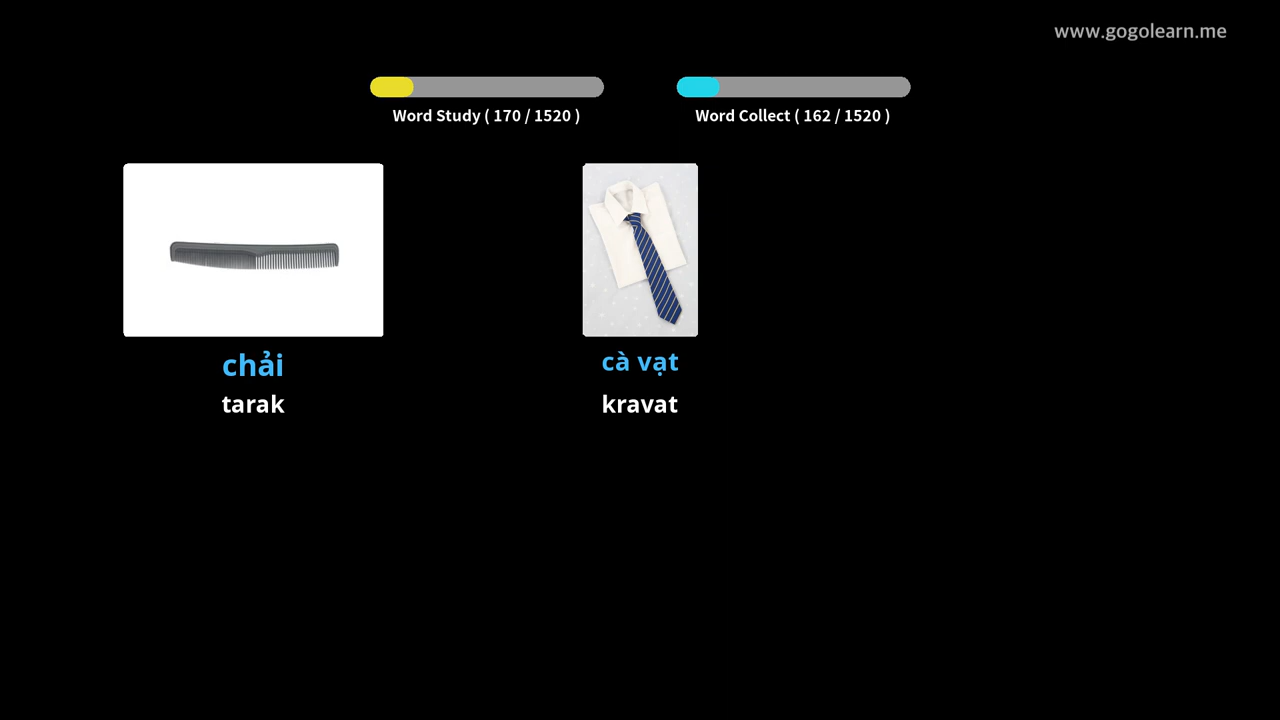 www.gogolearn.me
Word Study ( 170 / 1520 )
Word Collect ( 162 / 1520 )
chải
tarak
cà vạt
kravat